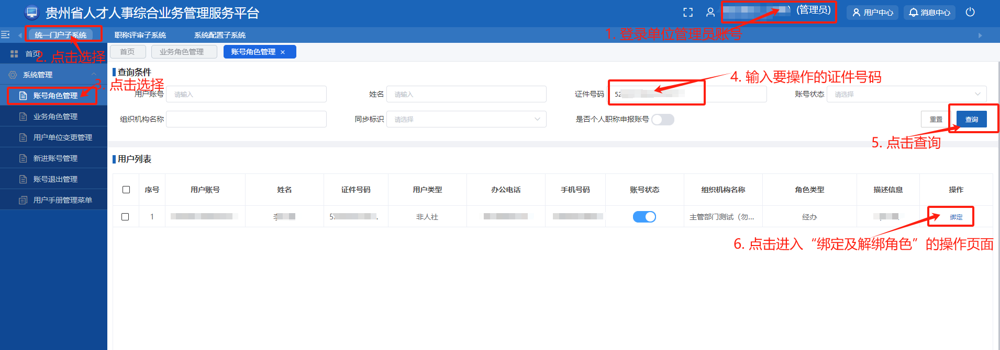 贵州省人才人事综合业务管理服务平台
(管理员)
用户中心
消息中心
统一门户子系统
职称评审子系统
系统配置子系统
1. 登录单位管理员账号
首页
2. 点击选择
首页
业务角色管理
账号角色管理 ×
系统管理
账号角色管理
业务角色管理
用户单位变更管理
新进账号管理
账号退出管理
用户手册管理菜单
查询条件
3. 点击选择
4. 输入要操作的证件号码
用户账号
请输入
姓名
请输入
证件号码
52
账号状态
请选择
组织机构名称
同步标识
请选择
是否个人职称申报账号
重置
查询
5. 点击查询
用户列表
序号
用户账号
姓名
证件号码
用户类型
办公电话
手机号码
账号状态
组织机构名称
角色类型
描述信息
操作
1
李
5
非人社
主管部门测试（勿...
经办
绑定
6. 点击进入“绑定及解绑角色”的操作页面